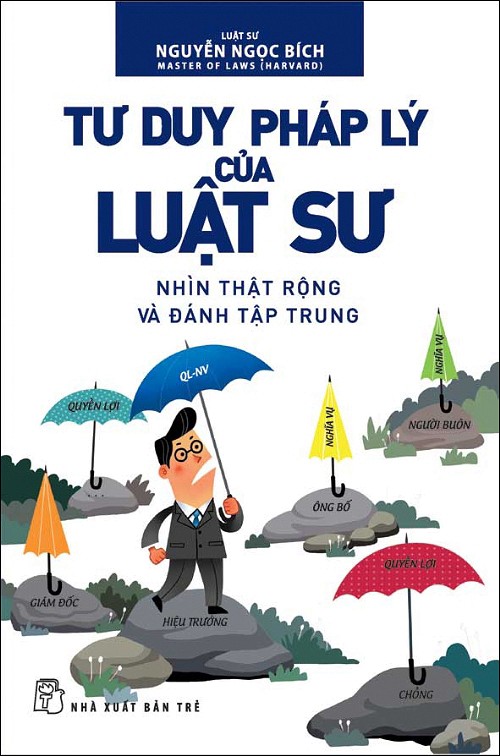 LUẬT SƯ
NGUYỄN NGỌC BÍCH
MASTER OF LAWS (HARVARD)
TƯ DUY PHÁP LÝ
CỦA
LUẬT SƯ
NHÌN THẬT RỘNG
VÀ ĐÁNH TẬP TRUNG
QL-NV
NGHĨA VỤ
QUYỀN LỢI
NGHĨA VỤ
NGƯỜI BUÔN
ÔNG BỐ
QUYỀN LỢI
GIÁM ĐỐC
HIỆU TRƯỞNG
CHỒNG
NHÀ XUẤT BẢN TRẺ